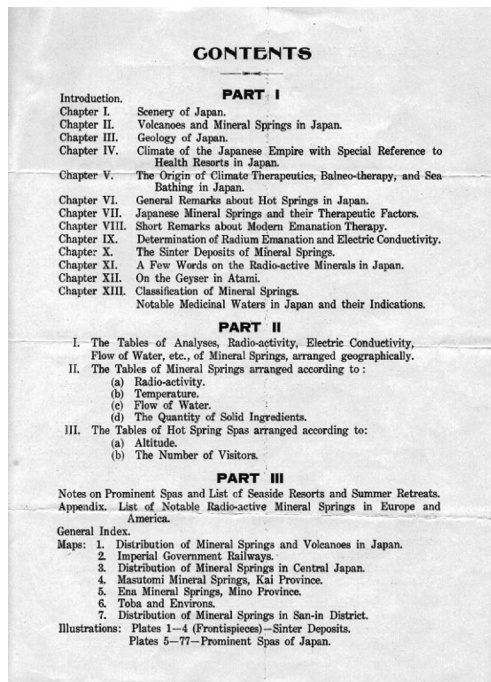 CONTENTS
PART I
Introduction.
Chapter I. Scenery of Japan.
Chapter II. Volcanoes and Mineral Springs in Japan.
Chapter III. Geology of Japan.
Chapter IV. Climate of the Japanese Empire with Special Reference to
Health Resorts in Japan.
Chapter V. The Origin of Climate Therapeutics, Balneo-therapy, and Sea
Bathing in Japan.
Chapter VI. General Remarks about Hot Springs in Japan.
Chapter VII. Japanese Mineral Springs and their Therapeutic Factors.
Chapter VIII. Short Remarks about Modern Emanation Therapy.
Chapter IX. Determination of Radium Emanation and Electric Conductivity.
Chapter X. The Sinter Deposits of Mineral Springs.
Chapter XI. A Few Words on the Radio-active Minerals in Japan.
Chapter XII. On the Geyser in Atami.
Chapter XIII. Classification of Mineral Springs.
Notable Medicinal Waters in Japan and their Indications.
PART II
I. The Tables of Analyses, Radio-activity, Electric Conductivity,
Flow of Water, etc., of Mineral Springs, arranged geographically.
II. The Tables of Mineral Springs arranged according to :
(a) Radio-activity.
(b) Temperature.
(c) Flow of Water.
(d) The Quantity of Solid Ingredients.
III. The Tables of Hot Spring Spas arranged according to:
(a) Altitude.
(b) The Number of Visitors.
PART III
Notes on Prominent Spas and List of Seaside Resorts and Summer Retreats.
Appendix. List of Notable Radio-active Mineral Springs in Europe and
America.
General Index.
Maps: 1. Distribution of Mineral Springs and Volcanoes in Japan.
2. Imperial Government Railways.
3. Distribution of Mineral Springs in Central Japan.
4. Masutomi Mineral Springs, Kai Province.
5. Ena Mineral Springs, Mino Province.
6. Toba and Environs.
7. Distribution of Mineral Springs in San-in District.
Illustrations: Plates 1—4 (Frontispieces)—Sinter Deposits.
Plates 5—77—Prominent Spas of Japan.